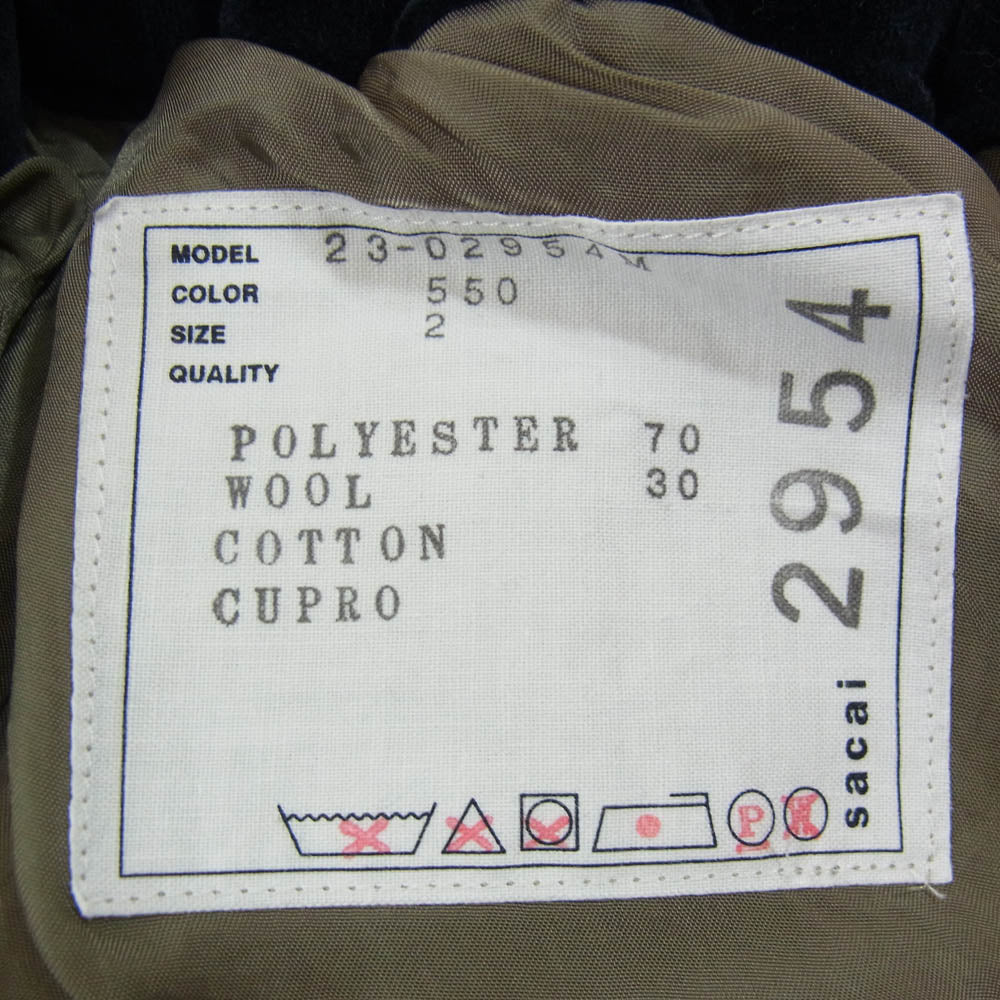 MODEL 23-02954M
COLOR 550
SIZE 2
QUALITY
POLYESTER 70
WOOL 30
COTTON
CUPRO
P
sacai 2954